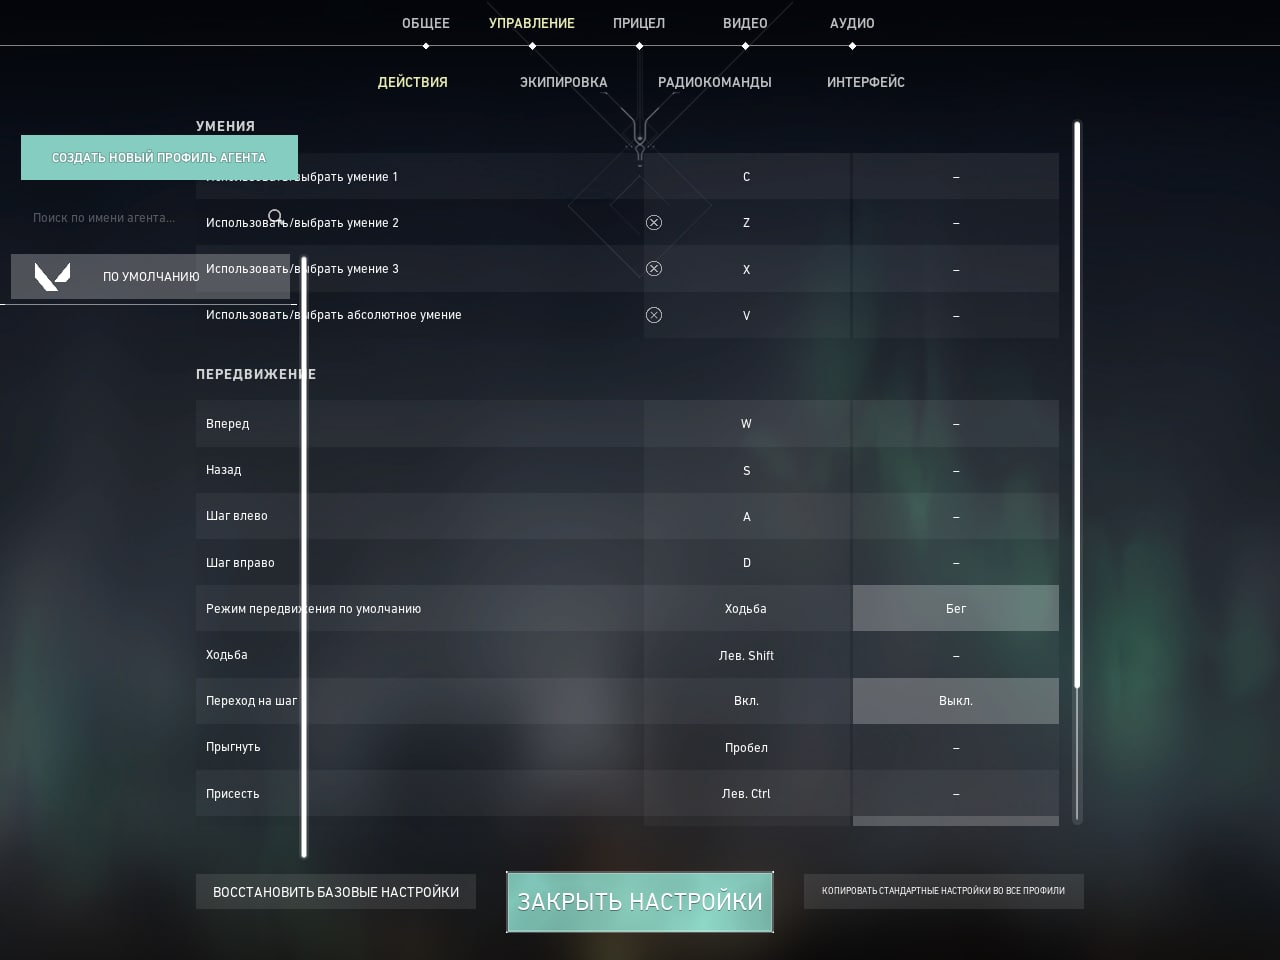 ОБЩЕЕ УПРАВЛЕНИЕ ПРИЦЕЛ ВИДЕО АУДИО
ДЕЙСТВИЯ ЭКИПИРОВКА РАДИОКОМАНДЫ ИНТЕРФЕЙС
УМЕНИЯ
СОЗДАТЬ НОВЫЙ ПРОФИЛЬ АГЕНТА
Использовать/выбрать умение 1 C –
Поиск по имени агента...
Использовать/выбрать умение 2 Z –
Использовать/выбрать умение 3 X –
ПО УМОЛЧАНИЮ
Использовать/выбрать абсолютное умение V –
ПЕРЕДВИЖЕНИЕ
Вперед W –
Назад S –
Шаг влево A –
Шаг вправо D –
Режим передвижения по умолчанию Ходьба Бег
Ходьба Лев. Shift –
Переход на шаг Вкл. Выкл.
Прыгнуть Пробел –
Присесть Лев. Ctrl –
ВОССТАНОВИТЬ БАЗОВЫЕ НАСТРОЙКИ ЗАКРЫТЬ НАСТРОЙКИ КОПИРОВАТЬ СТАНДАРТНЫЕ НАСТРОЙКИ ВО ВСЕ ПРОФИЛИ